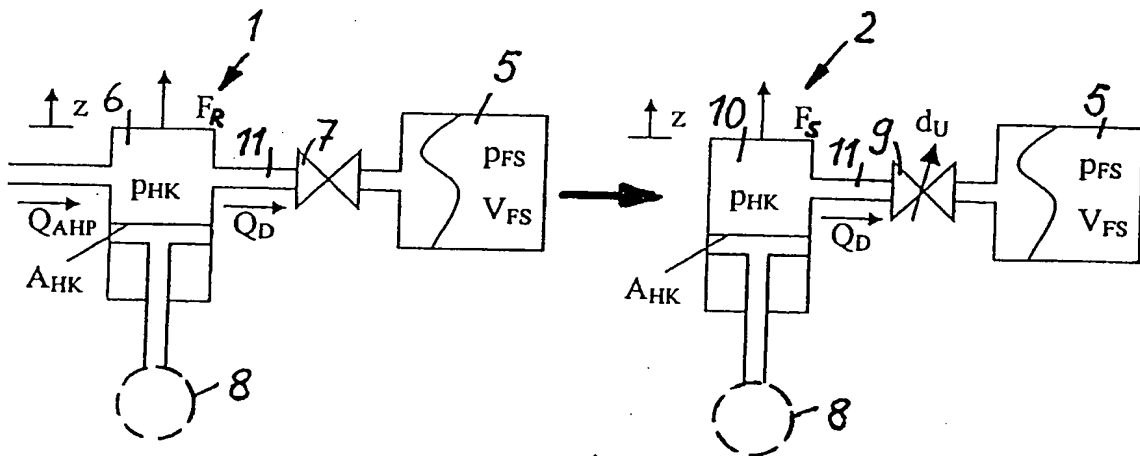 1
z
6
F_R
11
7
5
p_HK
p_FS
V_FS
Q_AHP
Q_D
A_HK
8
2
z
10
F_S
11
9
d_U
5
p_HK
p_FS
V_FS
Q_D
A_HK
8